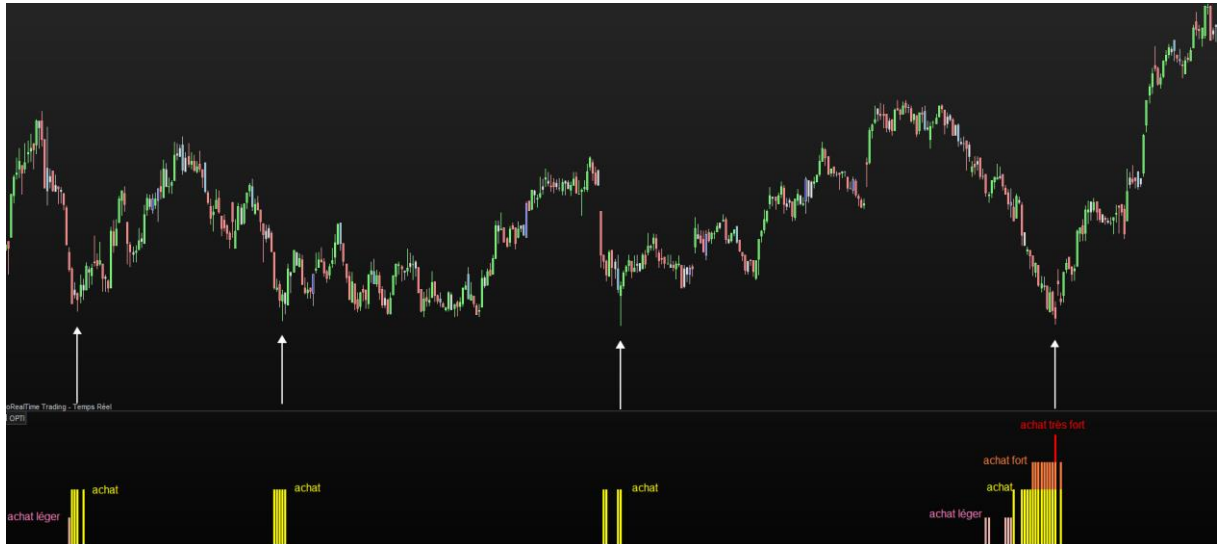 oRealTime Trading - Temps Réel
OPTI
achat très fort
achat fort
achat
achat
achat
achat
achat léger
achat léger